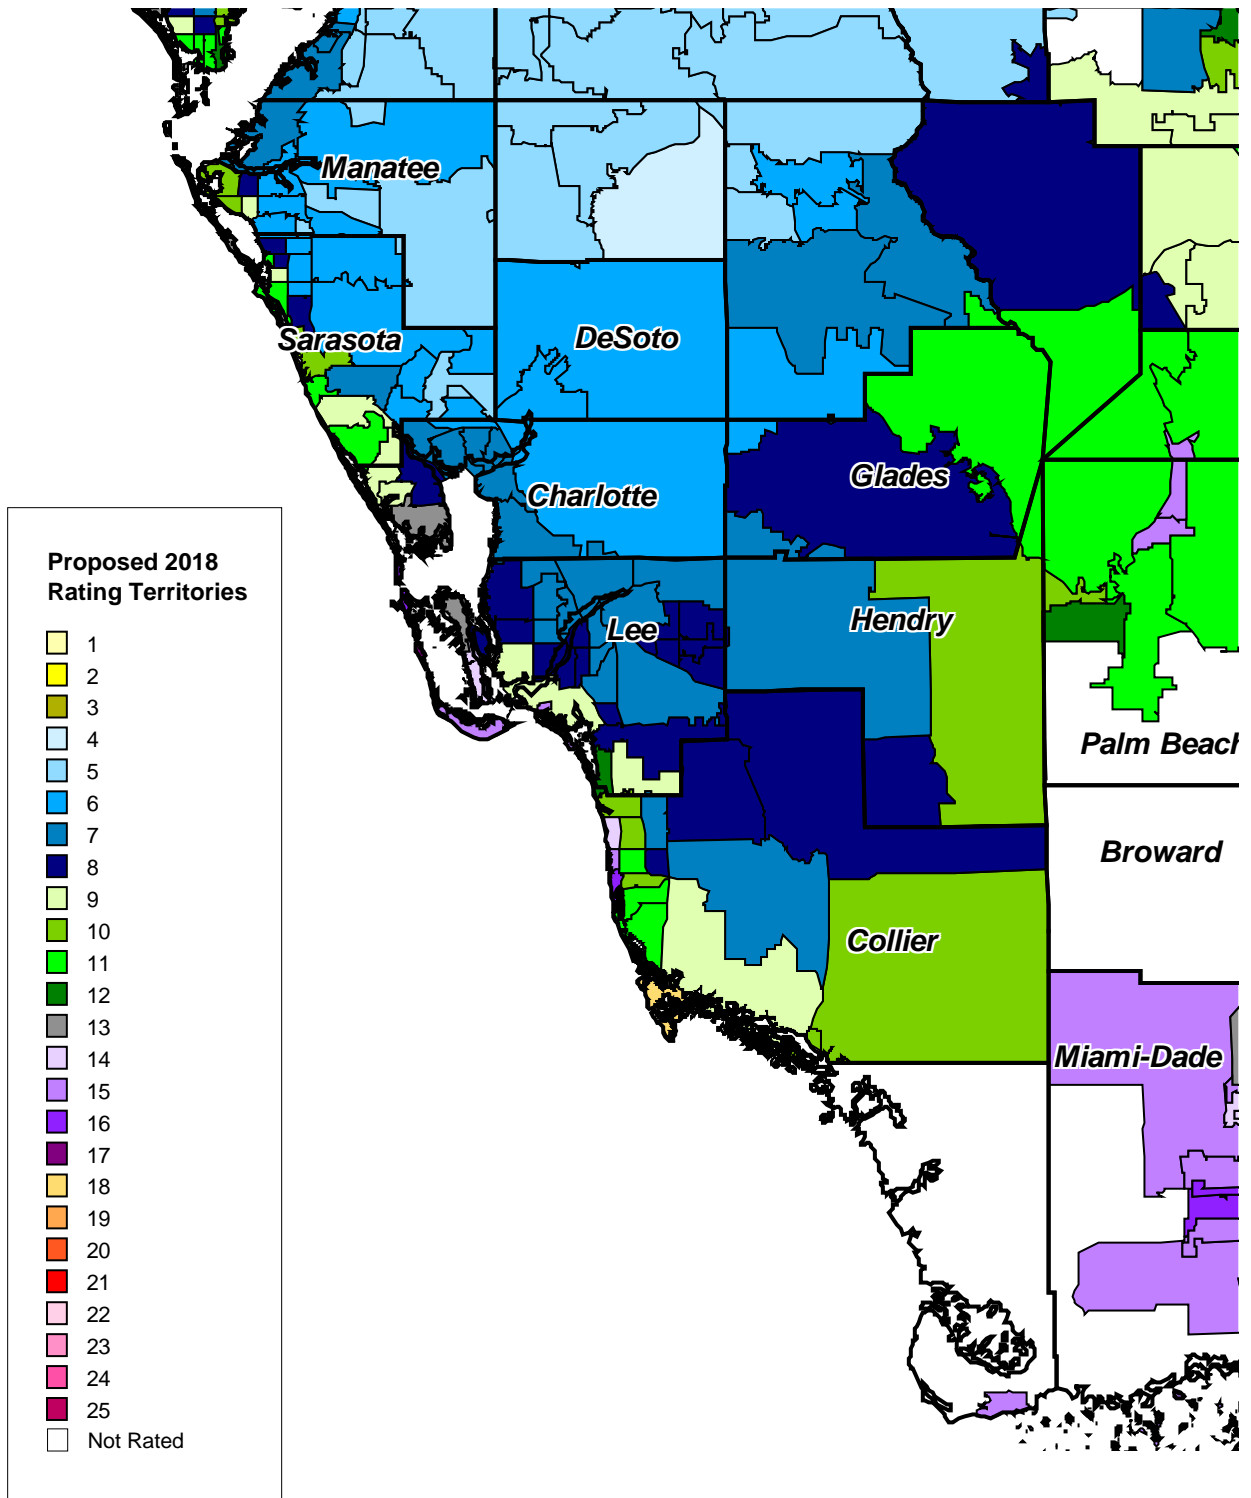 Manatee
Sarasota
DeSoto
Charlotte
Glades
Lee
Hendry
Palm Beach
Broward
Collier
Miami-Dade
Proposed 2018
Rating Territories
1
2
3
4
5
6
7
8
9
10
11
12
13
14
15
16
17
18
19
20
21
22
23
24
25
Not Rated